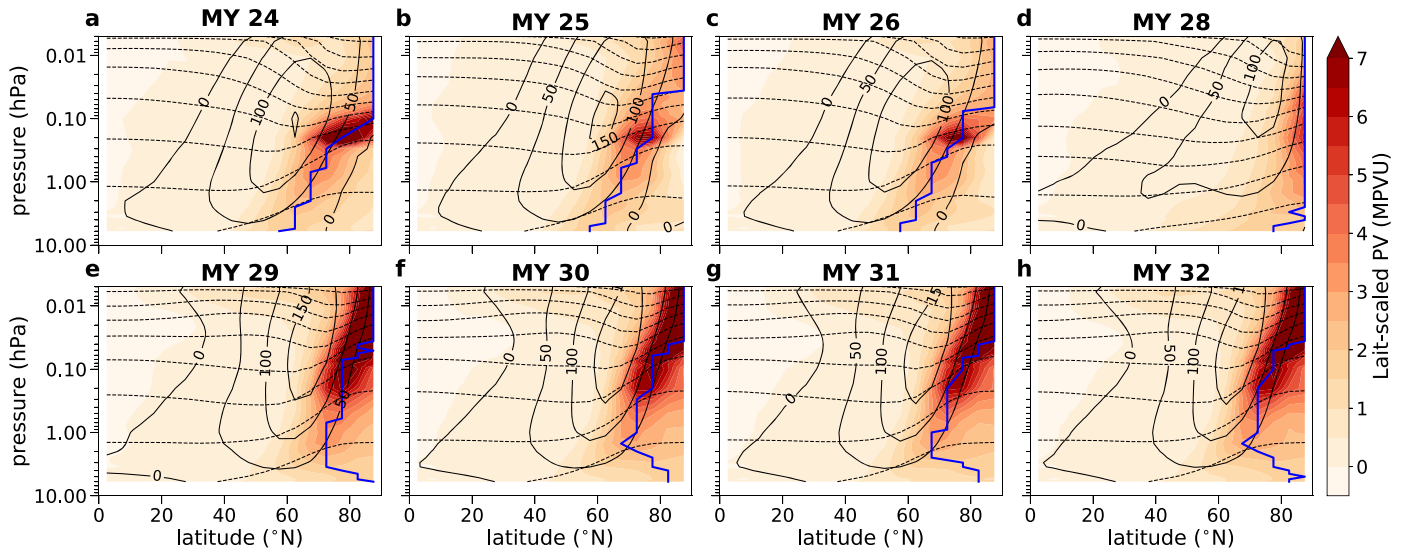 a MY 24
b MY 25
c MY 26
d MY 28
pressure (hPa)
0.01
0.10
1.00
10.00
0 50 100 50 0
0 50 100 150 0 0
0 50 100 0
0 50 100 0
e MY 29
f MY 30
g MY 31
h MY 32
pressure (hPa)
0.01
0.10
1.00
10.00
0 100 150 50 0
0 50 100
0 50 100 15
0 50 100
0 20 40 60 80
0 20 40 60 80
0 20 40 60 80
0 20 40 60 80
latitude (°N)
latitude (°N)
latitude (°N)
latitude (°N)
7
6
5
4
3
2
1
0
Lait-scaled PV (MPVU)